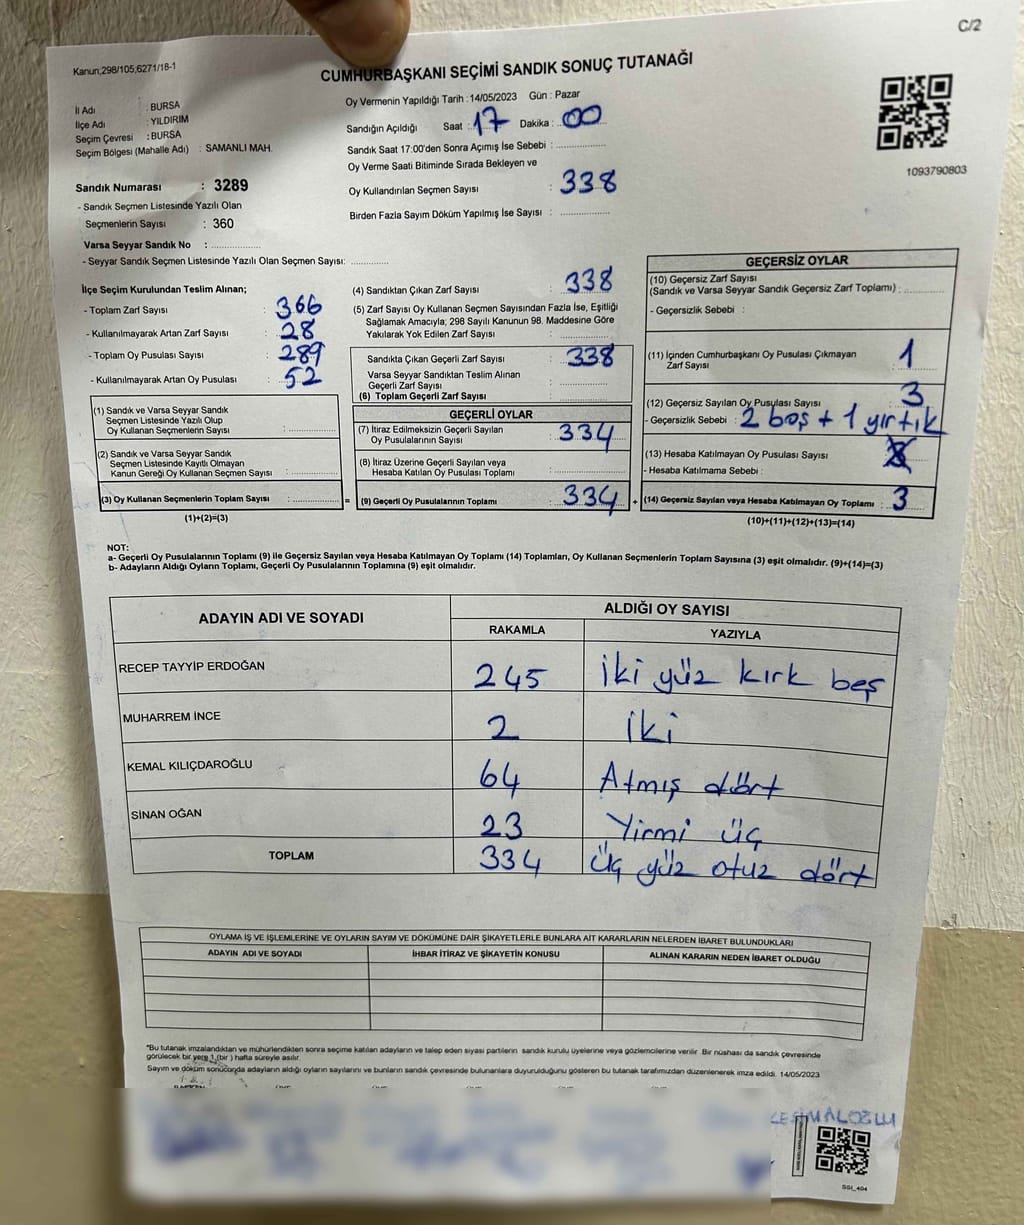 C/2
Kanun,298/105;6271/18-1
CUMHURBAŞKANI SEÇİMİ SANDIK SONUÇ TUTANAĞI
İl Adı : BURSA
İlçe Adı : YILDIRIM
Seçim Çevresi : BURSA
Seçim Bölgesi (Mahalle Adı) : SAMANLI MAH.
Sandık Numarası : 3289
- Sandık Seçmen Listesinde Yazılı Olan
Seçmenlerin Sayısı : 360
Varsa Seyyar Sandık No : ..................
- Seyyar Sandık Seçmen Listesinde Yazılı Olan Seçmen Sayısı: .............
Oy Vermenin Yapıldığı Tarih :14/05/2023 Gün : Pazar
Sandığın Açıldığı Saat : 17 Dakika : 00
Sandık Saat 17:00'den Sonra Açımış İse Sebebi : ..................
Oy Verme Saati Bitiminde Sırada Bekleyen ve
Oy Kullandırılan Seçmen Sayısı : 338
Birden Fazla Sayım Döküm Yapılmış İse Sayısı : ..................
1093790803
İlçe Seçim Kurulundan Teslim Alınan;
- Toplam Zarf Sayısı : 366
- Kullanılmayarak Artan Zarf Sayısı : 28
- Toplam Oy Pusulası Sayısı : 289
- Kullanılmayarak Artan Oy Pusulası : 52
(1) Sandık ve Varsa Seyyar Sandık
Seçmen Listesinde Yazılı Olup
Oy Kullanan Seçmenlerin Sayısı : ..................
(2) Sandık ve Varsa Seyyar Sandık
Seçmen Listesinde Kayıtlı Olmayan
Kanun Gereği Oy Kullanan Seçmen Sayısı : ..................
(3) Oy Kullanan Seçmenlerin Toplam Sayısı : ..................
(1)+(2)=(3)
(4) Sandıktan Çıkan Zarf Sayısı : 338
(5) Zarf Sayısı Oy Kullanan Seçmen Sayısından Fazla İse, Eşitliği
Sağlamak Amacıyla; 298 Sayılı Kanunun 98. Maddesine Göre
Yakılarak Yok Edilen Zarf Sayısı : ..................
Sandıkta Çıkan Geçerli Zarf Sayısı : 338
Varsa Seyyar Sandıktan Teslim Alınan
Geçerli Zarf Sayısı : ..................
(6) Toplam Geçerli Zarf Sayısı : ..................
GEÇERLİ OYLAR
(7) İtiraz Edilmeksizin Geçerli Sayılan
Oy Pusulalarının Sayısı : 334
(8) İtiraz Üzerine Geçerli Sayılan veya
Hesaba Katılan Oy Pusulası Toplamı : ..................
= (9) Geçerli Oy Pusulalarının Toplamı : 334 +
GEÇERSİZ OYLAR
(10) Geçersiz Zarf Sayısı
(Sandık ve Varsa Seyyar Sandık Geçersiz Zarf Toplamı) : .............
- Geçersizlik Sebebi :
(11) İçinden Cumhurbaşkanı Oy Pusulası Çıkmayan
Zarf Sayısı : 1
(12) Geçersiz Sayılan Oy Pusulası Sayısı : 3
- Geçersizlik Sebebi : 2 boş + 1 yırtık
(13) Hesaba Katılmayan Oy Pusulası Sayısı :
- Hesaba Katılmama Sebebi :
(14) Geçersiz Sayılan veya Hesaba Katılmayan Oy Toplamı : 3
(10)+(11)+(12)+(13)=(14)
NOT:
a- Geçerli Oy Pusulalarının Toplamı (9) ile Geçersiz Sayılan veya Hesaba Katılmayan Oy Toplamı (14) Toplamları, Oy Kullanan Seçmenlerin Toplam Sayısına (3) eşit olmalıdır. (9)+(14)=(3)
b- Adayların Aldığı Oyların Toplamı, Geçerli Oy Pusulalarının Toplamına (9) eşit olmalıdır.
ADAYIN ADI VE SOYADI ALDIĞI OY SAYISI
RAKAMLA YAZIYLA
RECEP TAYYİP ERDOĞAN 245 İki yüz kırk beş
MUHARREM İNCE 2 İki
KEMAL KILIÇDAROĞLU 64 Atmış dört
SİNAN OĞAN 23 Yirmi üç
TOPLAM 334 Üç yüz otuz dört
OYLAMA İŞ VE İŞLEMLERİNE VE OYLARIN SAYIM VE DÖKÜMÜNE DAİR ŞİKAYETLERLE BUNLARA AİT KARARLARIN NELERDEN İBARET BULUNDUKLARI
ADAYIN ADI VE SOYADI İHBAR İTİRAZ VE ŞİKAYETİN KONUSU ALINAN KARARIN NEDEN İBARET OLDUĞU
*Bu tutanak imzalandıktan ve mühürlendikten sonra seçime katılan adayların ve talep eden siyasi partilerin sandık kurulu üyelerine veya gözlemcilerine verilir. Bir nüshası da sandık çevresinde
görülecek bir yere 1 (bir ) hafta süreyle asılır.
Sayım ve döküm sonucunda adayların aldığı oyların sayılarını ve bunların sandık çevresinde bulunanlara duyurulduğunu gösteren bu tutanak tarafımızdan düzenlenerek imza edildi. 14/05/2023